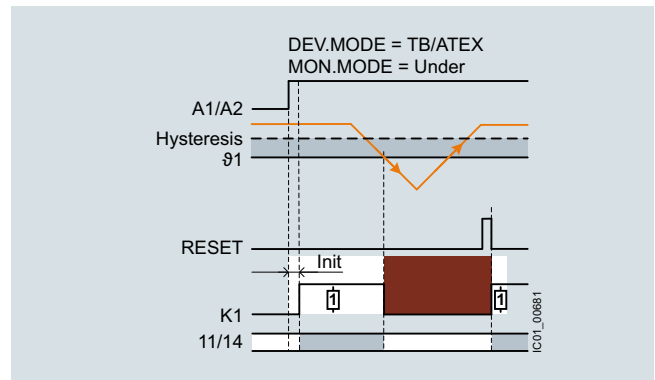 DEV.MODE = TB/ATEX
MON.MODE = Under
A1/A2
Hysteresis
ϑ1
RESET
Init
1
1
K1
11/14
IC01_00681